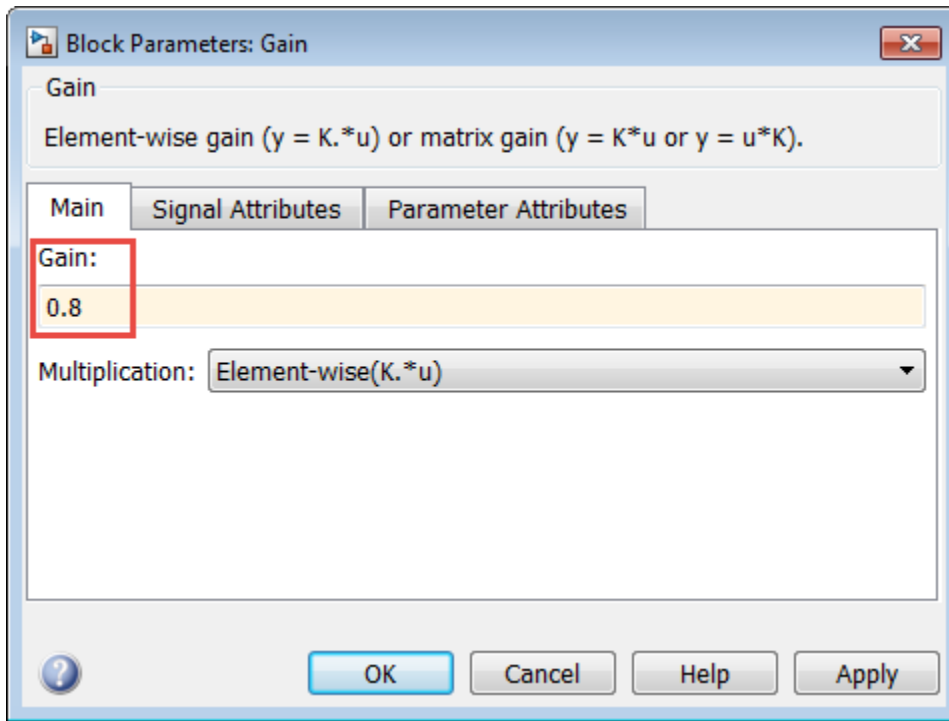 Block Parameters: Gain
Gain
Element-wise gain (y = K.*u) or matrix gain (y = K*u or y = u*K).
Main Signal Attributes Parameter Attributes
Gain:
0.8
Multiplication: Element-wise(K.*u)
? OK Cancel Help Apply